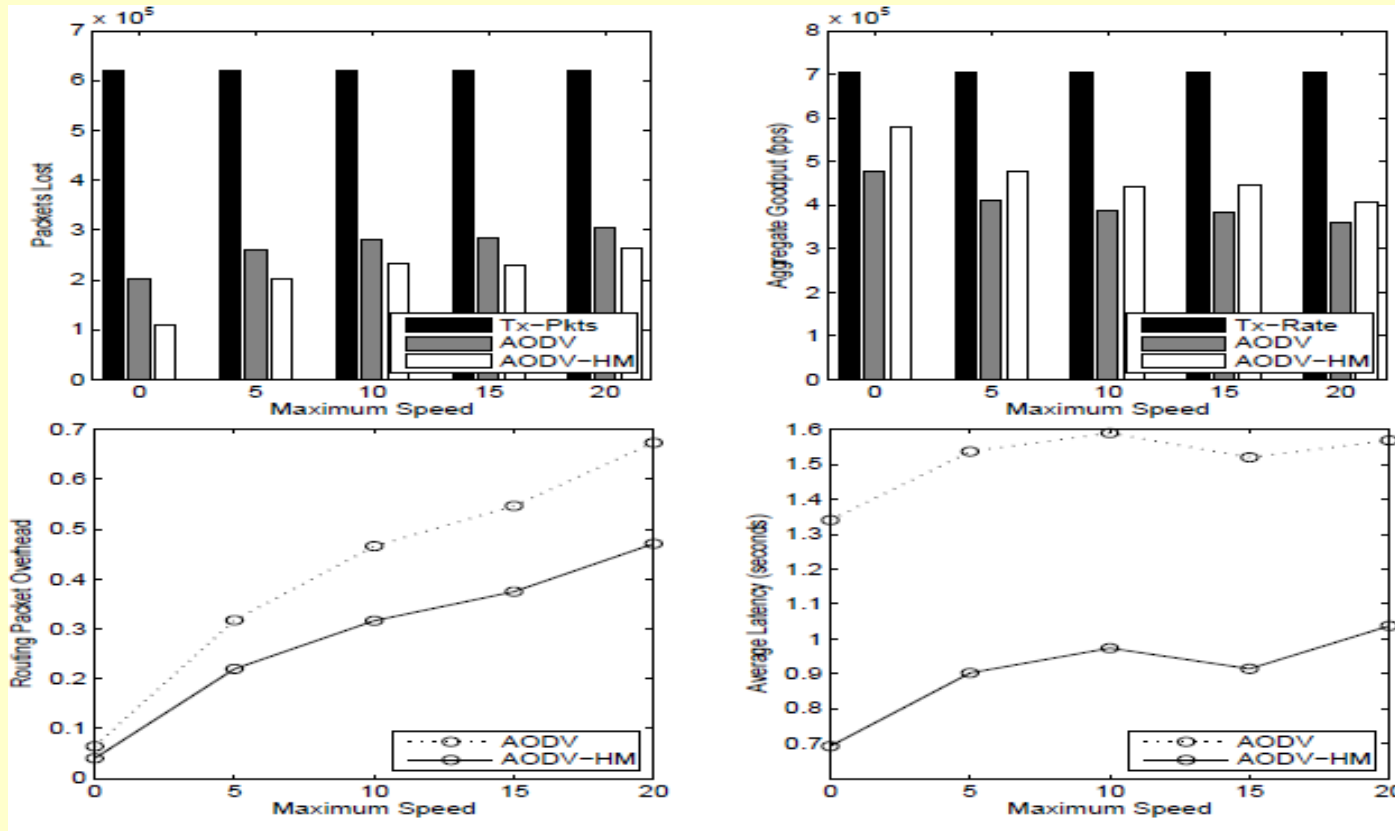 × 10⁵
7
6
5
4
3
2
1
0
Packets Lost
Tx-Pkts
AODV
AODV-HM
0 5 10 15 20
Maximum Speed
× 10⁵
8
7
6
5
4
3
2
1
0
Aggregate Goodput (bps)
Tx-Rate
AODV
AODV-HM
0 5 10 15 20
Maximum Speed
0.7
0.6
0.5
0.4
0.3
0.2
0.1
0
Routing Packet Overhead
AODV
AODV-HM
0 5 10 15 20
Maximum Speed
1.6
1.5
1.4
1.3
1.2
1.1
1
0.9
0.8
0.7
Average Latency (seconds)
AODV
AODV-HM
0 5 10 15 20
Maximum Speed